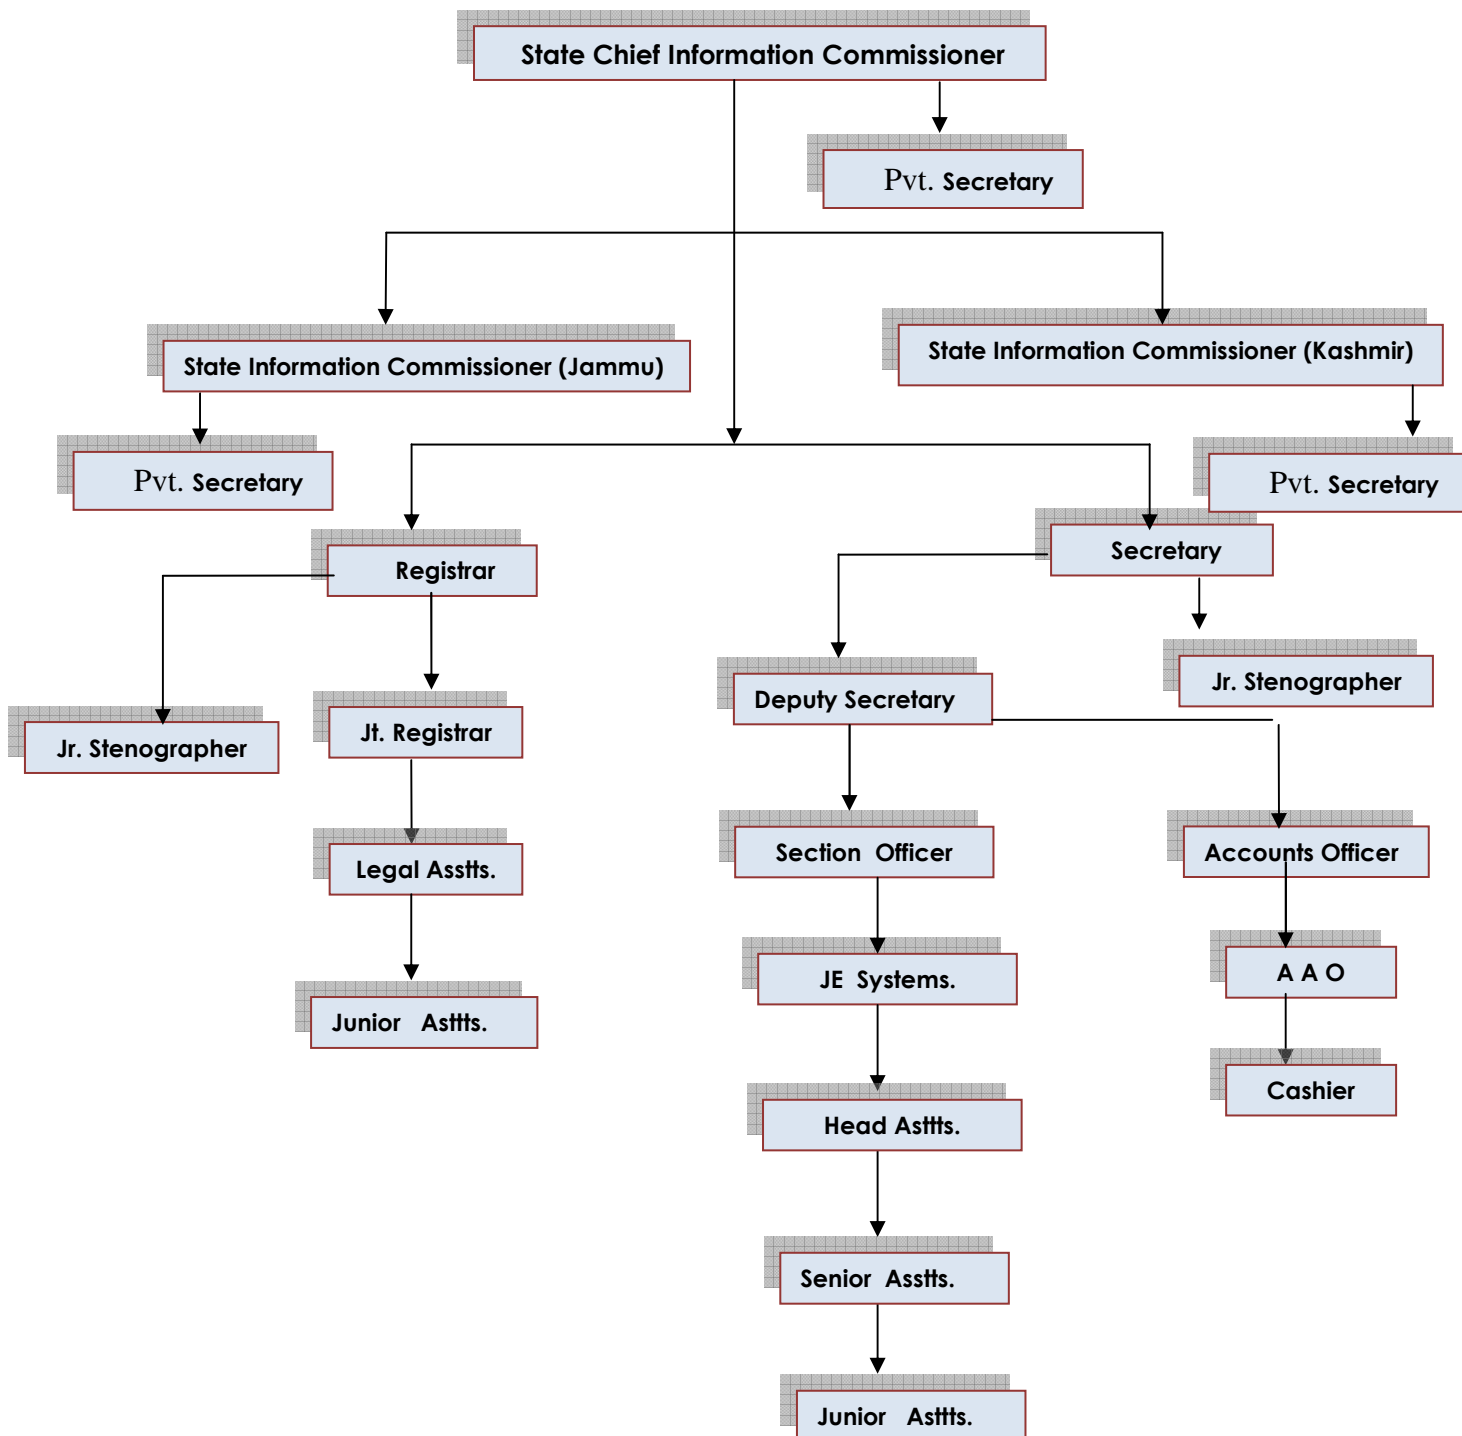 State Chief Information Commissioner
Pvt. Secretary
State Information Commissioner (Jammu)
State Information Commissioner (Kashmir)
Pvt. Secretary
Pvt. Secretary
Registrar
Secretary
Jr. Stenographer
Deputy Secretary
Jt. Registrar
Jr. Stenographer
Section Officer
Accounts Officer
Legal Asstts.
JE Systems.
A A O
Junior Asttts.
Cashier
Head Asttts.
Senior Asstts.
Junior Asttts.